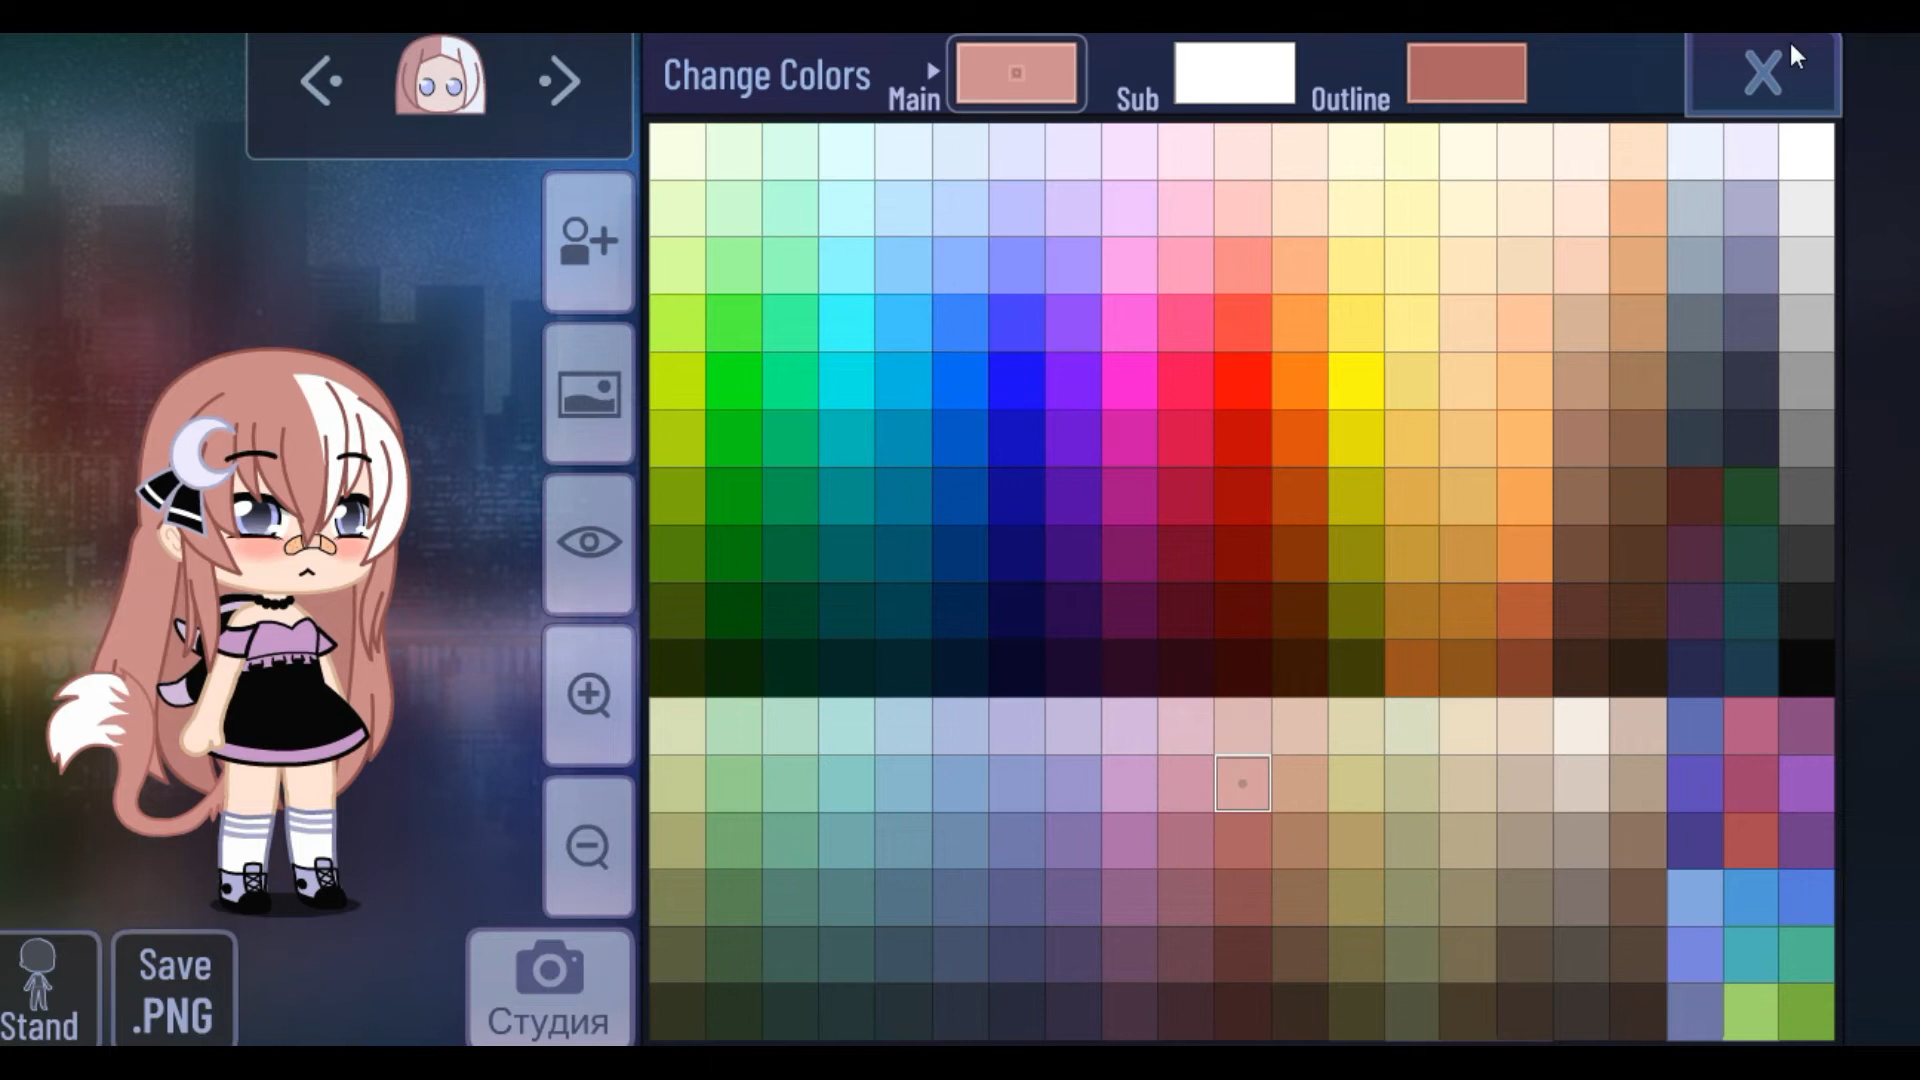 Change Colors
Main
Sub
Outline
X
Stand
Save
.PNG
Студия